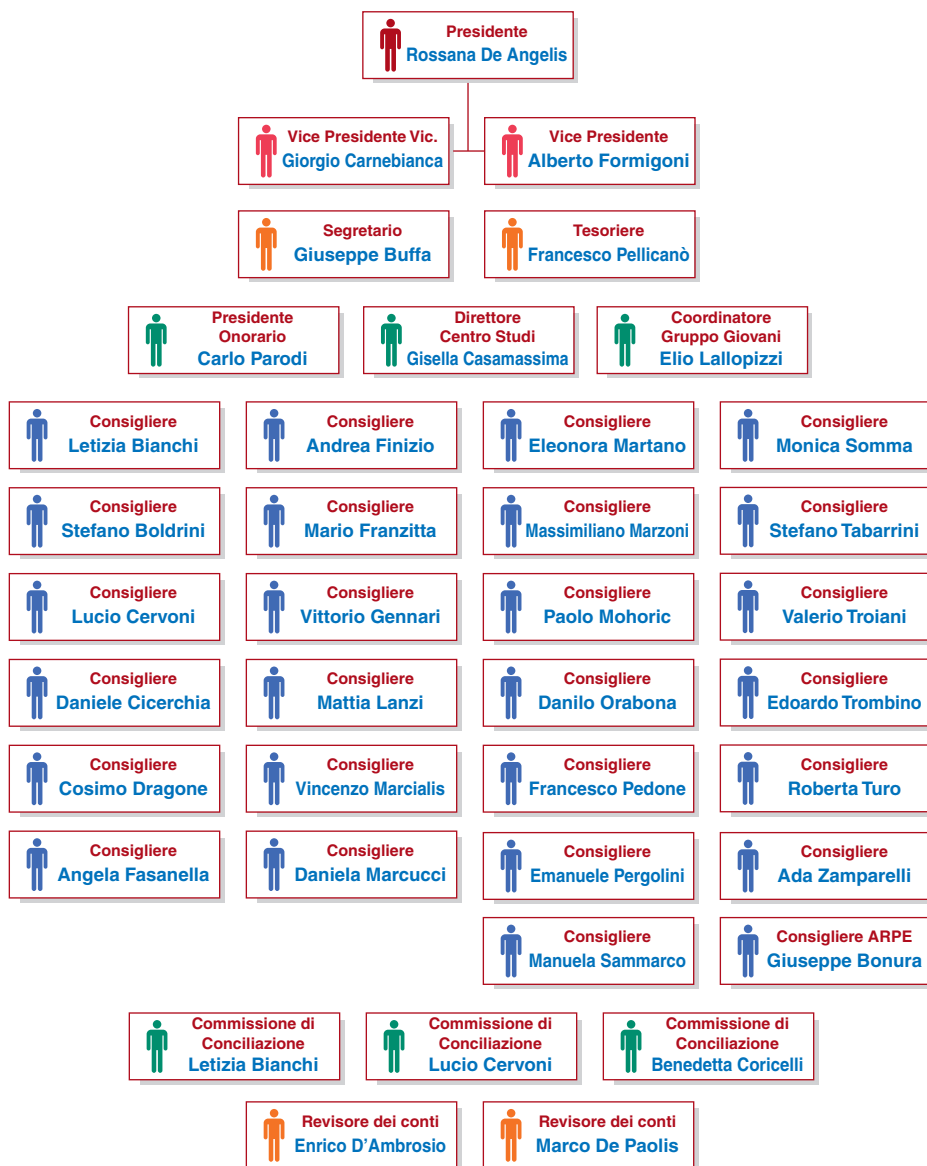 Presidente
Rossana De Angelis
Vice Presidente Vic.
Giorgio Carnebianca
Vice Presidente
Alberto Formigoni
Segretario
Giuseppe Buffa
Tesoriere
Francesco Pellicanò
Presidente
Onorario
Carlo Parodi
Direttore
Centro Studi
Gisella Casamassima
Coordinatore
Gruppo Giovani
Elio Lallopizzi
Consigliere
Letizia Bianchi
Consigliere
Andrea Finizio
Consigliere
Eleonora Martano
Consigliere
Monica Somma
Consigliere
Stefano Boldrini
Consigliere
Mario Franzitta
Consigliere
Massimiliano Marzoni
Consigliere
Stefano Tabarrini
Consigliere
Lucio Cervoni
Consigliere
Vittorio Gennari
Consigliere
Paolo Mohoric
Consigliere
Valerio Troiani
Consigliere
Daniele Cicerchia
Consigliere
Mattia Lanzi
Consigliere
Danilo Orabona
Consigliere
Edoardo Trombino
Consigliere
Cosimo Dragone
Consigliere
Vincenzo Marcialis
Consigliere
Francesco Pedone
Consigliere
Roberta Turo
Consigliere
Angela Fasanella
Consigliere
Daniela Marcucci
Consigliere
Emanuele Pergolini
Consigliere
Ada Zamparelli
Consigliere
Manuela Sammarco
Consigliere ARPE
Giuseppe Bonura
Commissione di
Conciliazione
Letizia Bianchi
Commissione di
Conciliazione
Lucio Cervoni
Commissione di
Conciliazione
Benedetta Coricelli
Revisore dei conti
Enrico D’Ambrosio
Revisore dei conti
Marco De Paolis